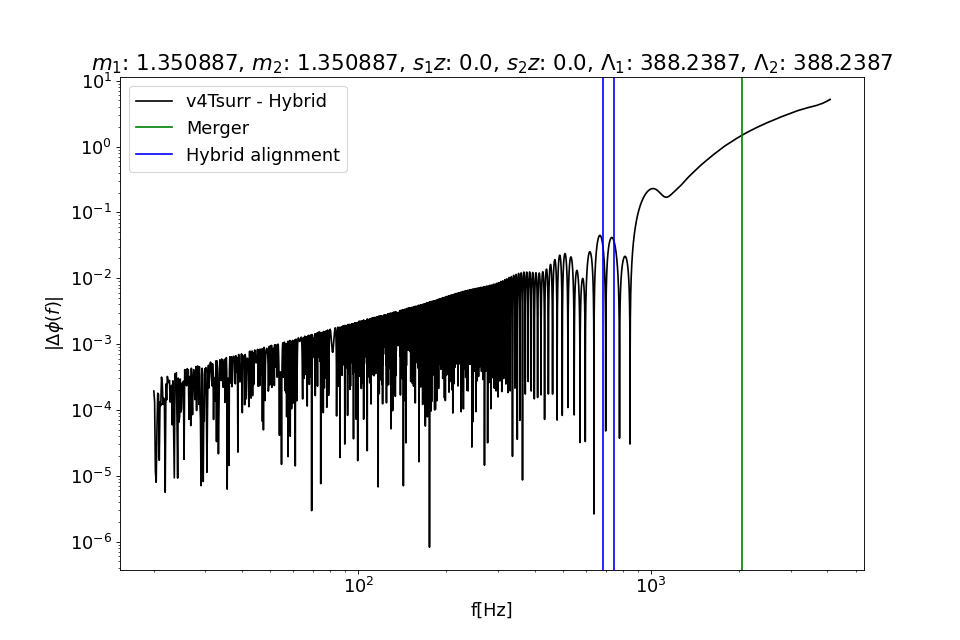 m₁: 1.350887, m₂: 1.350887, s₁z: 0.0, s₂z: 0.0, Λ₁: 388.2387, Λ₂: 388.2387
v4Tsurr - Hybrid
Merger
Hybrid alignment
10¹
10⁰
10⁻¹
10⁻²
10⁻³
10⁻⁴
10⁻⁵
10⁻⁶
|Δϕ(f)|
10²
10³
f[Hz]